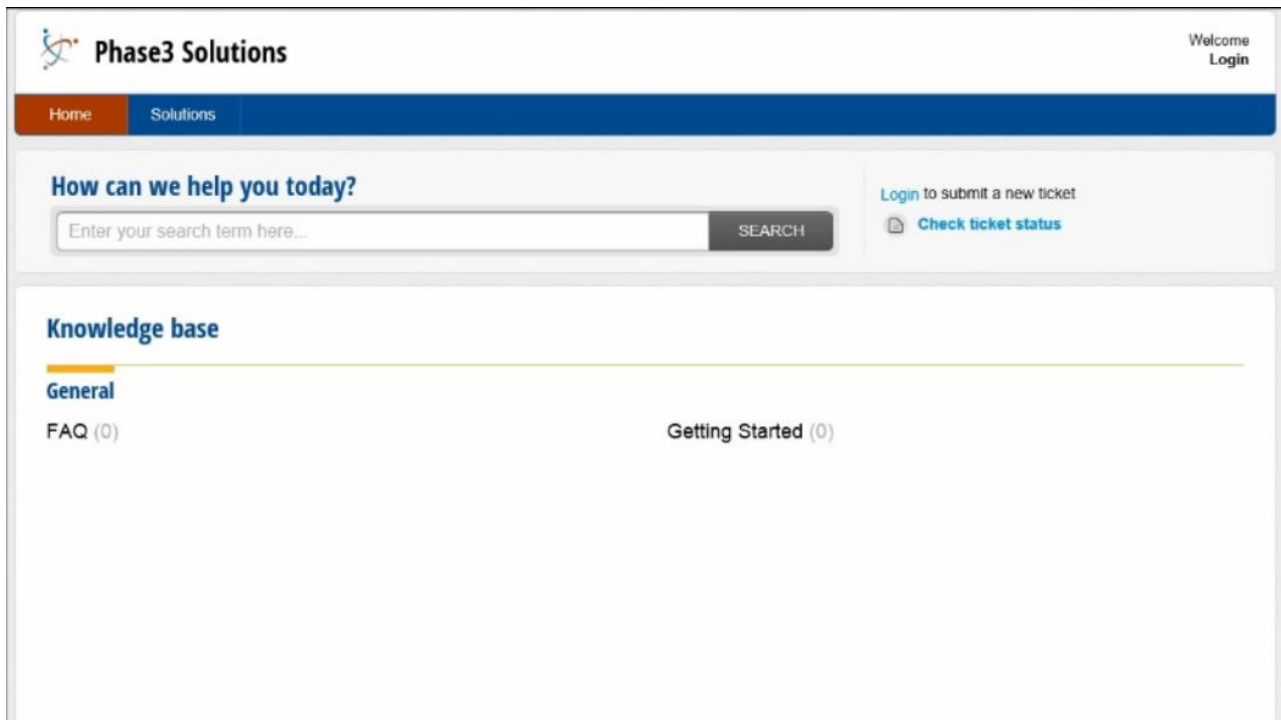 Phase3 Solutions
Welcome
Login
Home Solutions
How can we help you today?
Enter your search term here... SEARCH
Login to submit a new ticket
Check ticket status
Knowledge base
General
FAQ (0) Getting Started (0)